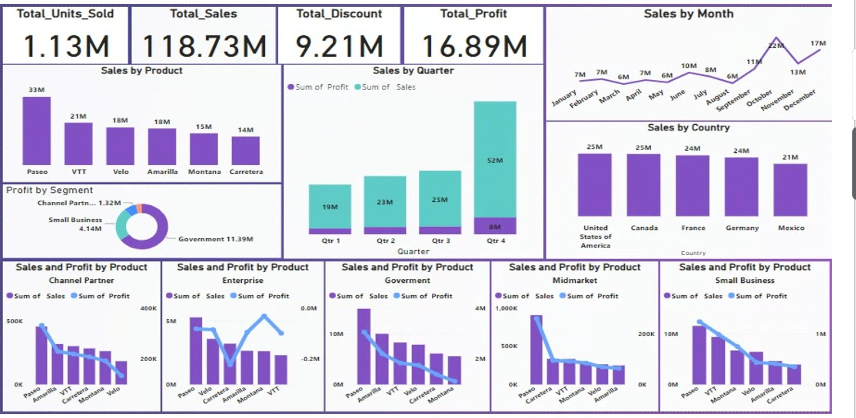 Total_Units_Sold
1.13M
Total_Sales
118.73M
Total_Discount
9.21M
Total_Profit
16.89M
Sales by Month
7M 7M 6M 7M 6M 10M 8M 6M 11M 22M 13M 17M
January February March April May June July August September October November December
Sales by Product
33M 21M 18M 18M 15M 14M
Paseo VTT Velo Amarilla Montana Carretera
Sales by Quarter
Sum of Profit Sum of Sales
19M 23M 25M 52M
8M
Qtr 1 Qtr 2 Qtr 3 Qtr 4
Quarter
Sales by Country
25M 25M 24M 24M 21M
United States of America Canada France Germany Mexico
Country
Profit by Segment
Channel Partn... 1.32M
Small Business
4.14M
Government 11.39M
Sales and Profit by Product
Channel Partner
Sum of Sales Sum of Profit
500K
0K
400K
200K
Paseo Amarilla VTT Carretera Montana Velo
Sales and Profit by Product
Enterprise
Sum of Sales Sum of Profit
5M
0M
0.0M
-0.2M
Paseo Velo Carretera Amarilla Montana VTT
Sales and Profit by Product
Goverment
Sum of Sales Sum of Profit
10M
0M
4M
2M
Paseo Amarilla VTT Velo Carretera Montana
Sales and Profit by Product
Midmarket
Sum of Sales Sum of Profit
1,000K
500K
0K
200K
0K
Paseo Carretera VTT Montana Velo Amarilla
Sales and Profit by Product
Small Business
Sum of Sales Sum of Profit
10M
0M
1M
0M
Paseo VTT Montana Velo Amarilla Carretera